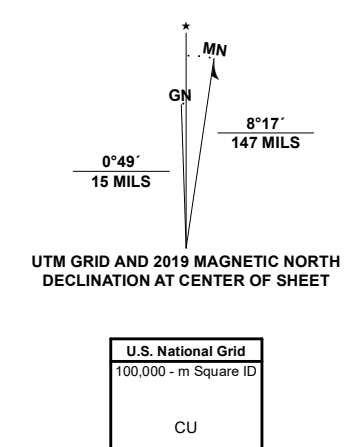 MN
GN
8°17´
147 MILS
0°49´
15 MILS
UTM GRID AND 2019 MAGNETIC NORTH
DECLINATION AT CENTER OF SHEET
U.S. National Grid
100,000 - m Square ID
CU